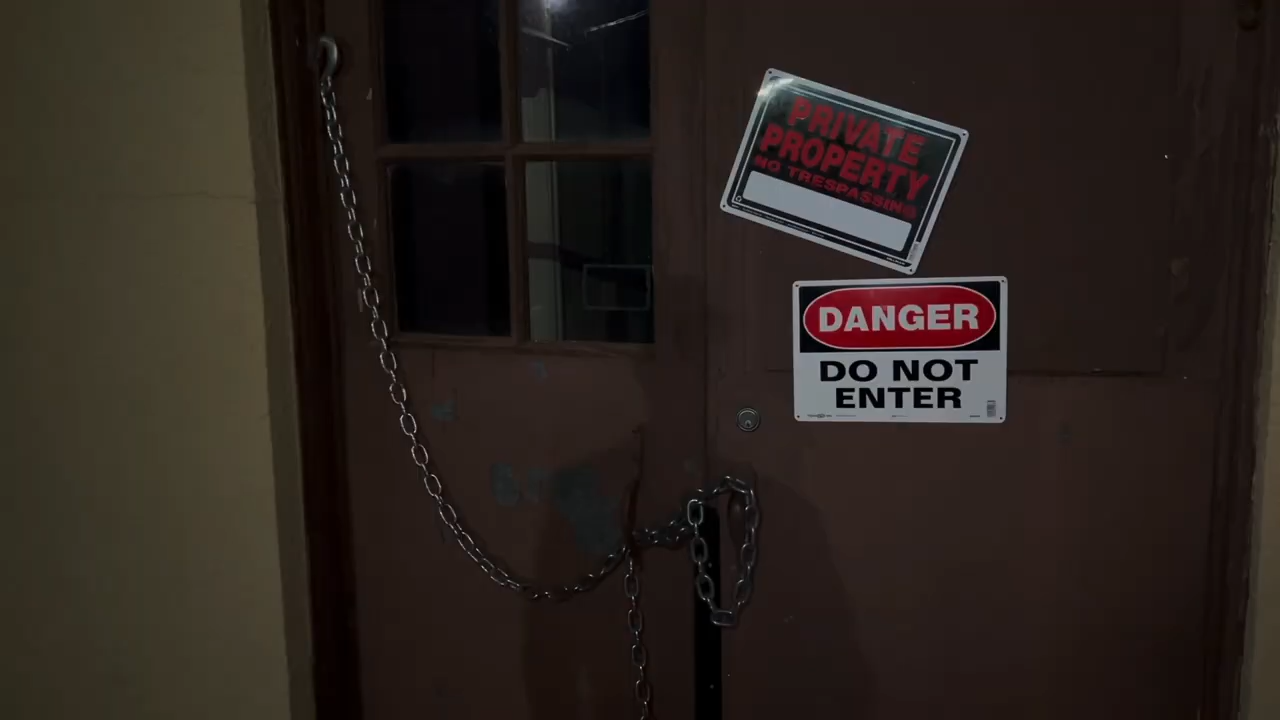 PRIVATE
PROPERTY
NO TRESPASSING
DANGER
DO NOT
ENTER